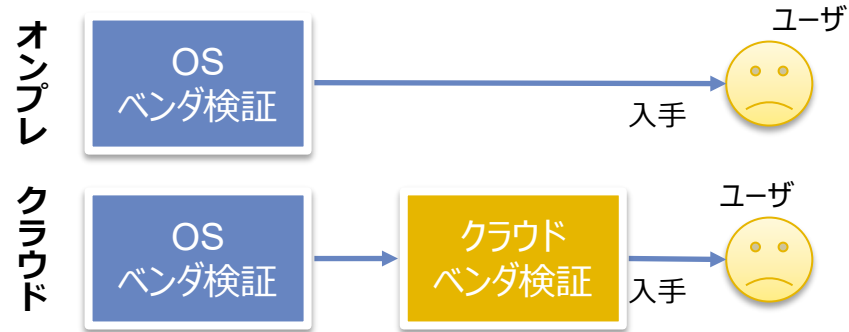 オンプレ
OS
ベンダ検証
入手
ユーザ
クラウド
OS
ベンダ検証
クラウド
ベンダ検証
入手
ユーザ